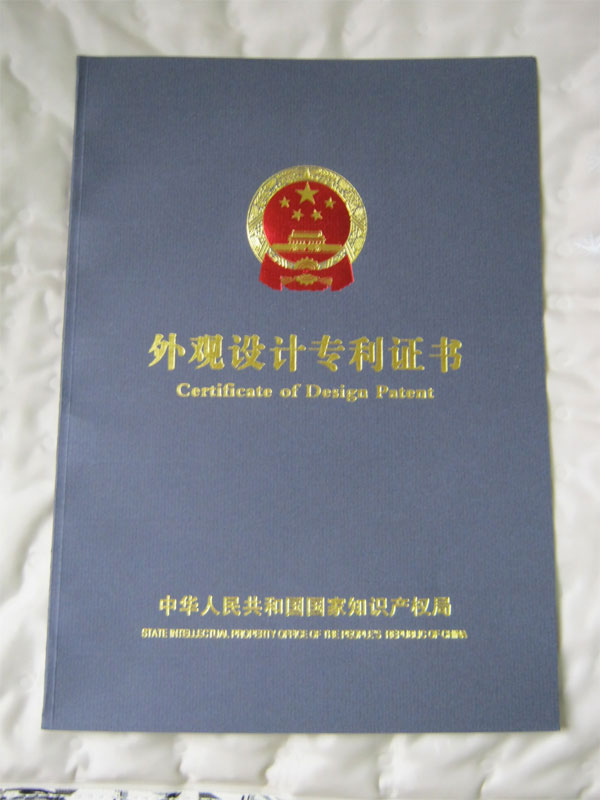 外观设计专利证书
Certificate of Design Patent
中华人民共和国国家知识产权局
STATE INTELLECTUAL PROPERTY OFFICE OF THE PEOPLE'S REPUBLIC OF CHINA